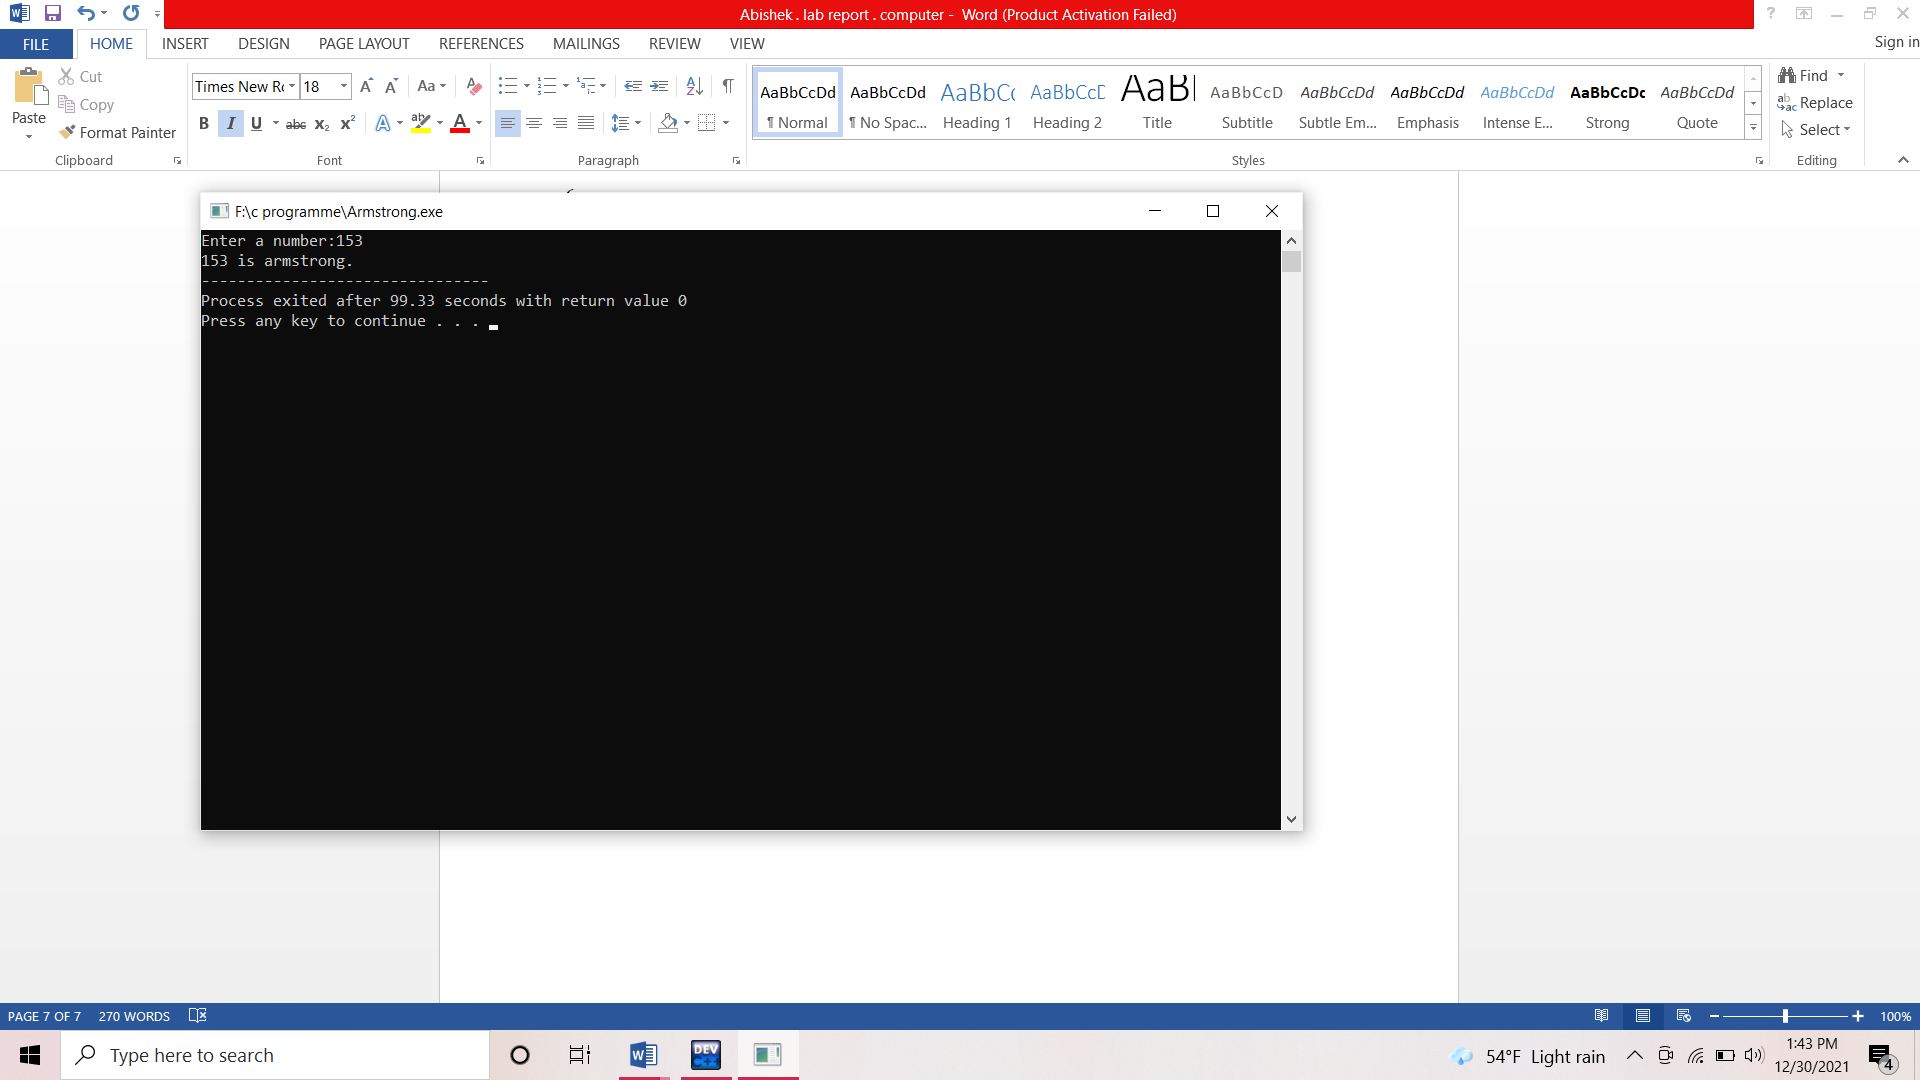 Abishek . lab report . computer - Word (Product Activation Failed)
FILE HOME INSERT DESIGN PAGE LAYOUT REFERENCES MAILINGS REVIEW VIEW Sign in
Paste
Cut
Copy
Format Painter
Clipboard
Times New Ro 18
Font
Paragraph
AaBbCcDd AaBbCcDd AaBbCc AaBbCcD AaBl AaBbCcD AaBbCcDd AaBbCcDd AaBbCcDd AaBbCcDc AaBbCcDd
¶ Normal ¶ No Spac... Heading 1 Heading 2 Title Subtitle Subtle Em... Emphasis Intense E... Strong Quote
Styles
Find
Replace
Select
Editing
F:\c programme\Armstrong.exe
Enter a number:153
153 is armstrong.
--------------------------------
Process exited after 99.33 seconds with return value 0
Press any key to continue . . .
PAGE 7 OF 7 270 WORDS 100%
Type here to search
DEV C++
54°F Light rain
1:43 PM
12/30/2021
4